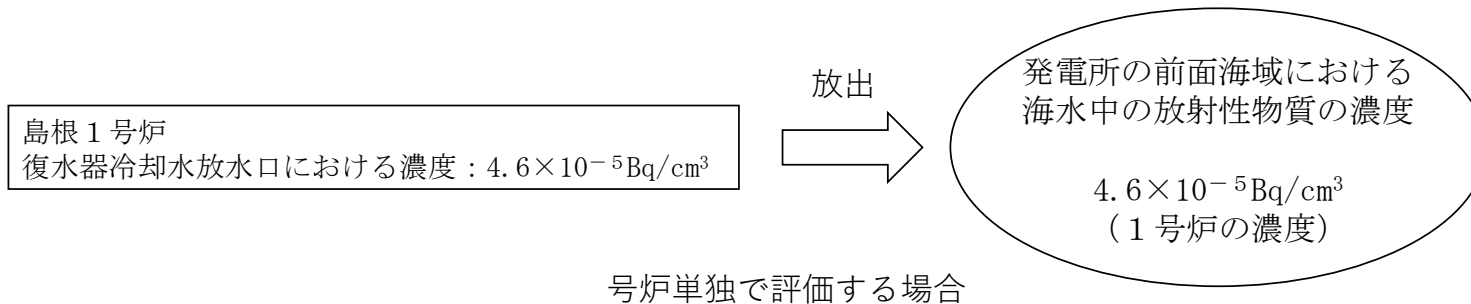 島根１号炉
復水器冷却水放水口における濃度：4.6×10⁻⁵Bq/cm³
放出
発電所の前面海域における
海水中の放射性物質の濃度
4.6×10⁻⁵Bq/cm³
（１号炉の濃度）
号炉単独で評価する場合